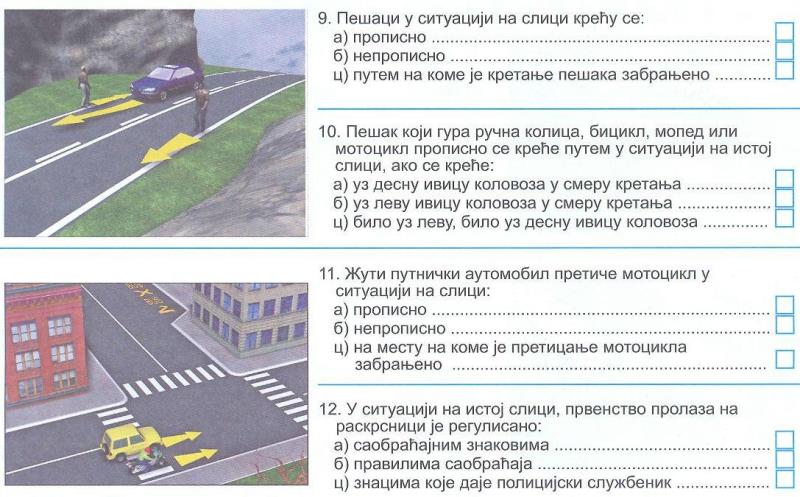 9. Пешаци у ситуацији на слици крећу се:
а) прописно
б) непрописно
ц) путем на коме је кретање пешака забрањено
10. Пешак који гура ручна колица, бицикл, мопед или
мотоцикл прописно се креће путем у ситуацији на истој
слици, ако се креће:
а) уз десну ивицу коловоза у смеру кретања
б) уз леву ивицу коловоза у смеру кретања
ц) било уз леву, било уз десну ивицу коловоза
11. Жути путнички аутомобил претиче мотоцикл у
ситуацији на слици:
а) прописно
б) непрописно
ц) на месту на коме је претицање мотоцикла
забрањено
12. У ситуацији на истој слици, првенство пролаза на
раскрсници је регулисано:
а) саобраћајним знаковима
б) правилима саобраћаја
ц) знацима које даје полицијски службеник